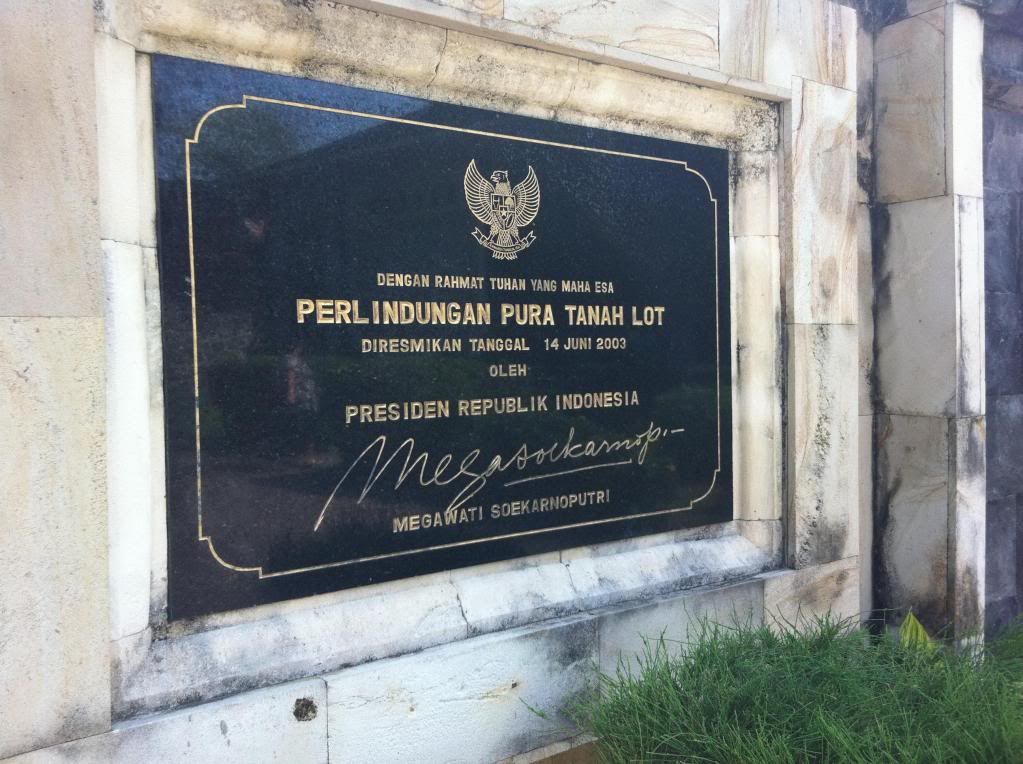 DENGAN RAHMAT TUHAN YANG MAHA ESA
PERLINDUNGAN PURA TANAH LOT
DIRESMIKAN TANGGAL 14 JUNI 2003
OLEH
PRESIDEN REPUBLIK INDONESIA
Megasoekarnop.-
MEGAWATI SOEKARNOPUTRI